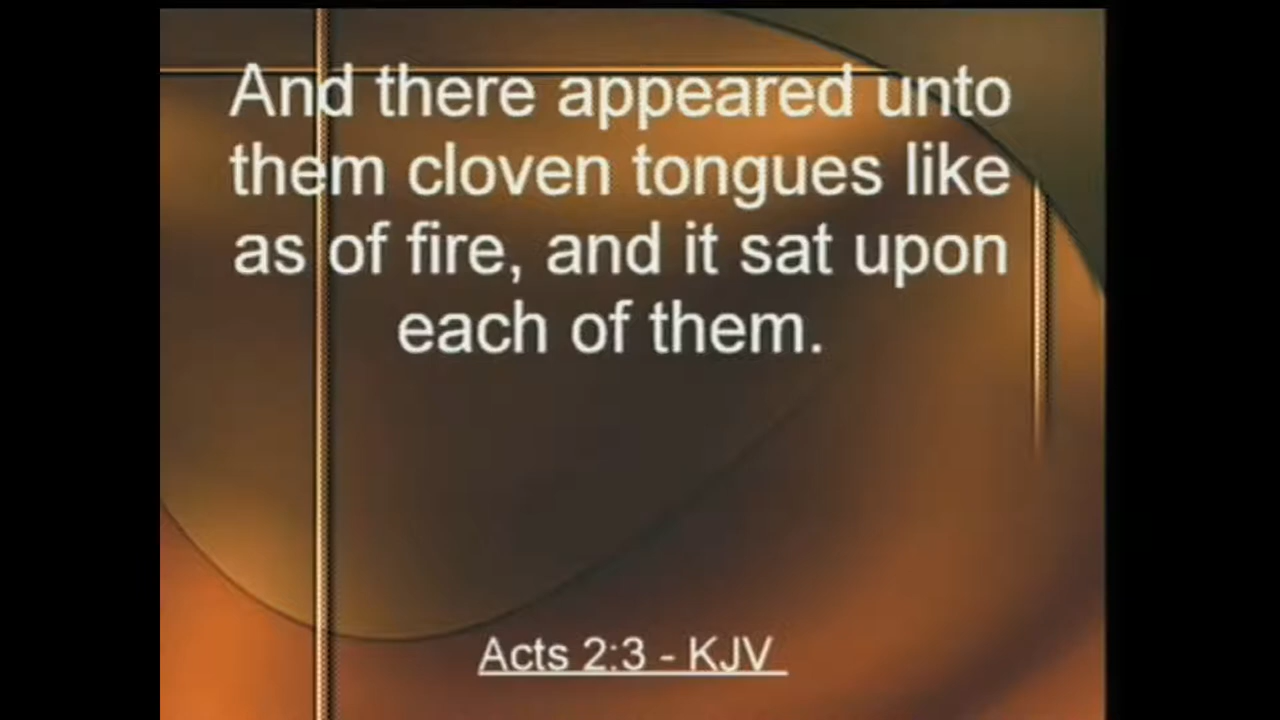 And there appeared unto
them cloven tongues like
as of fire, and it sat upon
each of them.
Acts 2:3 - KJV